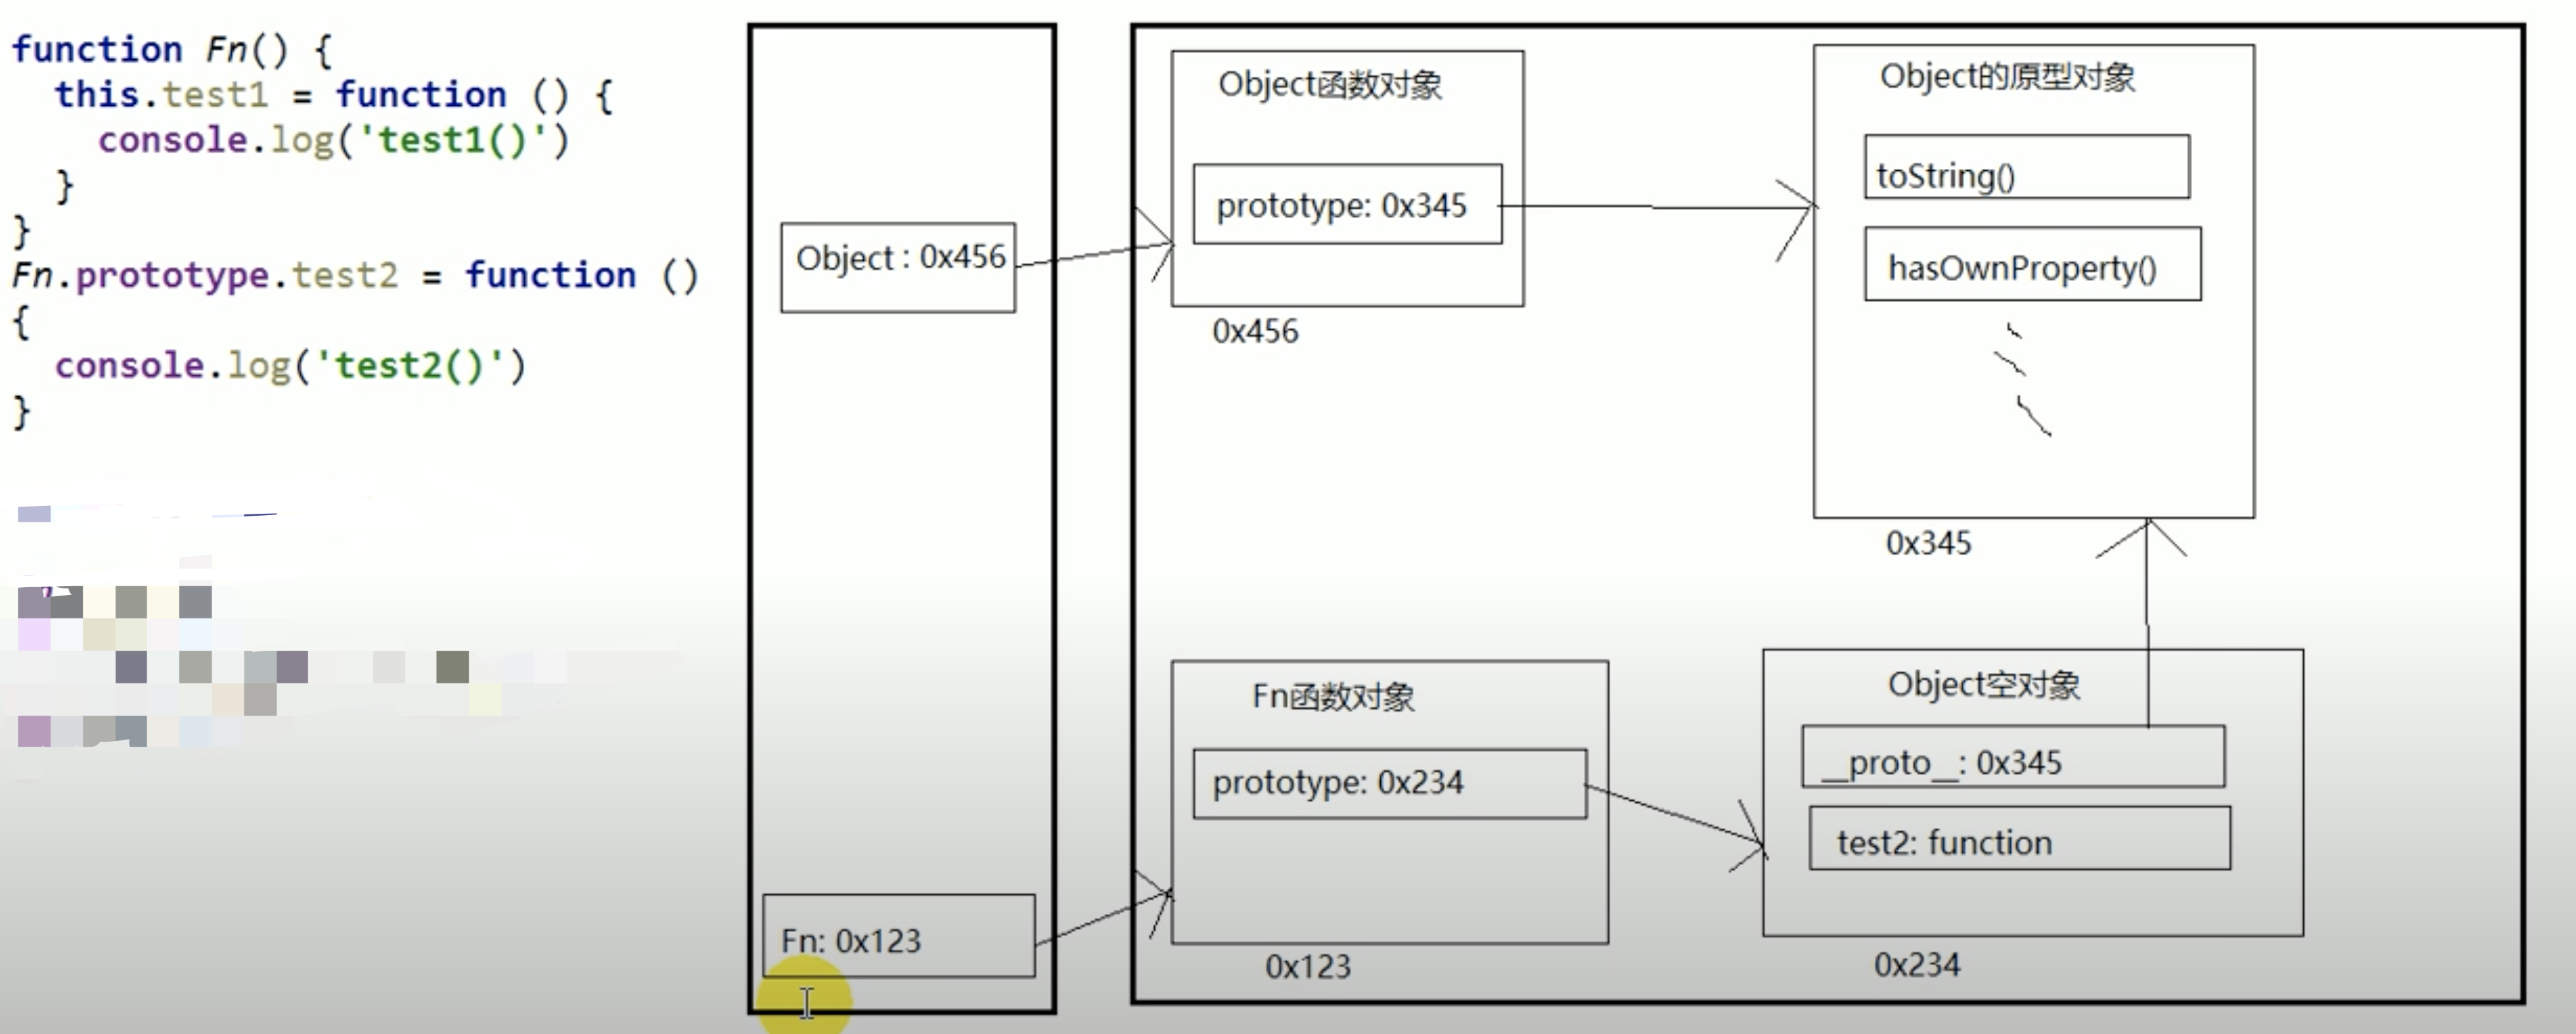 function Fn() {
this.test1 = function () {
console.log('test1()')
}
}
Fn.prototype.test2 = function ()
{
console.log('test2()')
}
Object : 0x456
Fn: 0x123
Object函数对象
prototype: 0x345
0x456
Object的原型对象
toString()
hasOwnProperty()
0x345
Fn函数对象
prototype: 0x234
0x123
Object空对象
__proto__: 0x345
test2: function
0x234